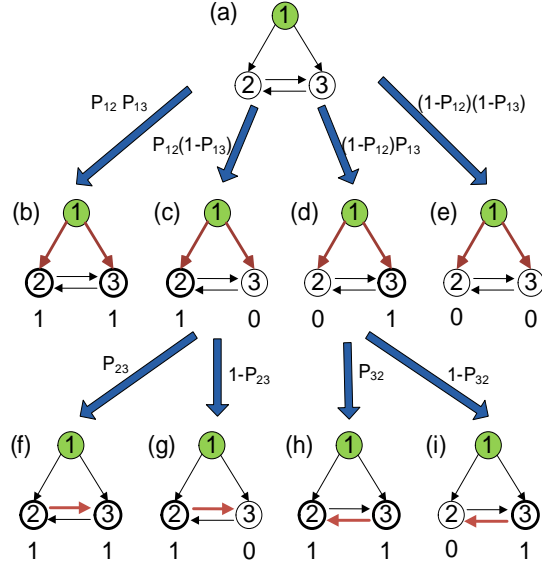 (a) 1
2 3
P12 P13 P12(1-P13) (1-P12)P13 (1-P12)(1-P13)
(b) 1 (c) 1 (d) 1 (e) 1
2 3 2 3 2 3 2 3
1 1 1 0 0 1 0 0
P23 1-P23 P32 1-P32
(f) 1 (g) 1 (h) 1 (i) 1
2 3 2 3 2 3 2 3
1 1 1 0 1 1 0 1